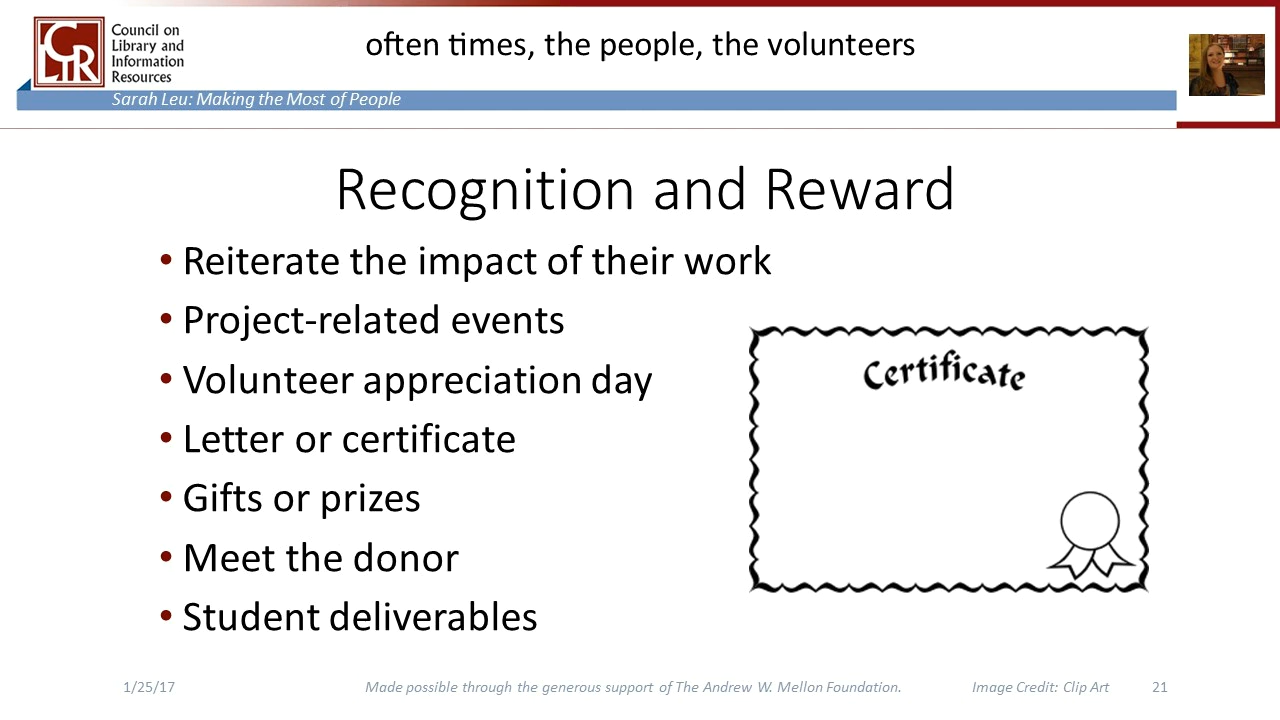 Council on
Library and
Information
Resources
often times, the people, the volunteers
Sarah Leu: Making the Most of People
Recognition and Reward
• Reiterate the impact of their work
• Project-related events
• Volunteer appreciation day
• Letter or certificate
• Gifts or prizes
• Meet the donor
• Student deliverables
Certificate
1/25/17
Made possible through the generous support of The Andrew W. Mellon Foundation.
Image Credit: Clip Art
21